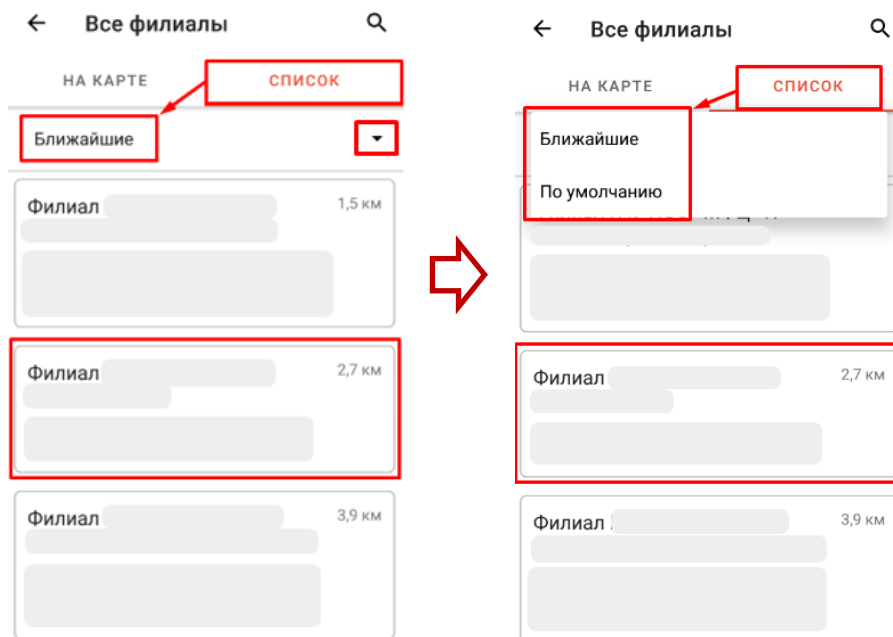 Все филиалы
НА КАРТЕ СПИСОК
Ближайшие
Филиал 1,5 км
Филиал 2,7 км
Филиал 3,9 км
Все филиалы
НА КАРТЕ СПИСОК
Ближайшие
По умолчанию
Филиал 2,7 км
Филиал 3,9 км